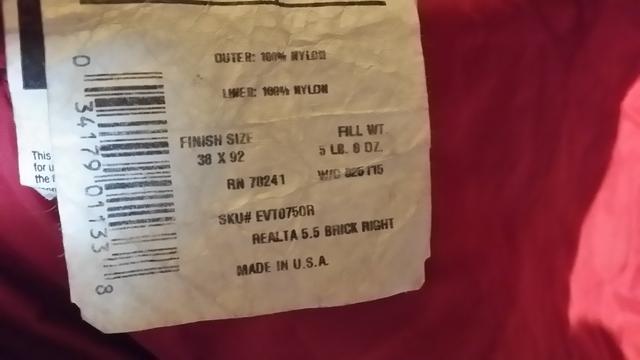 OUTER: 100% NYLON
LINER: 100% NYLON
FINISH SIZE
38 X 92
FILL WT
5 LB. 8 OZ.
RN 70241
W/O 026115
SKU# EVT0750R
REALTA 5.5 BRICK RIGHT
MADE IN U.S.A.
0 34179 01133 8
This
for u
the f